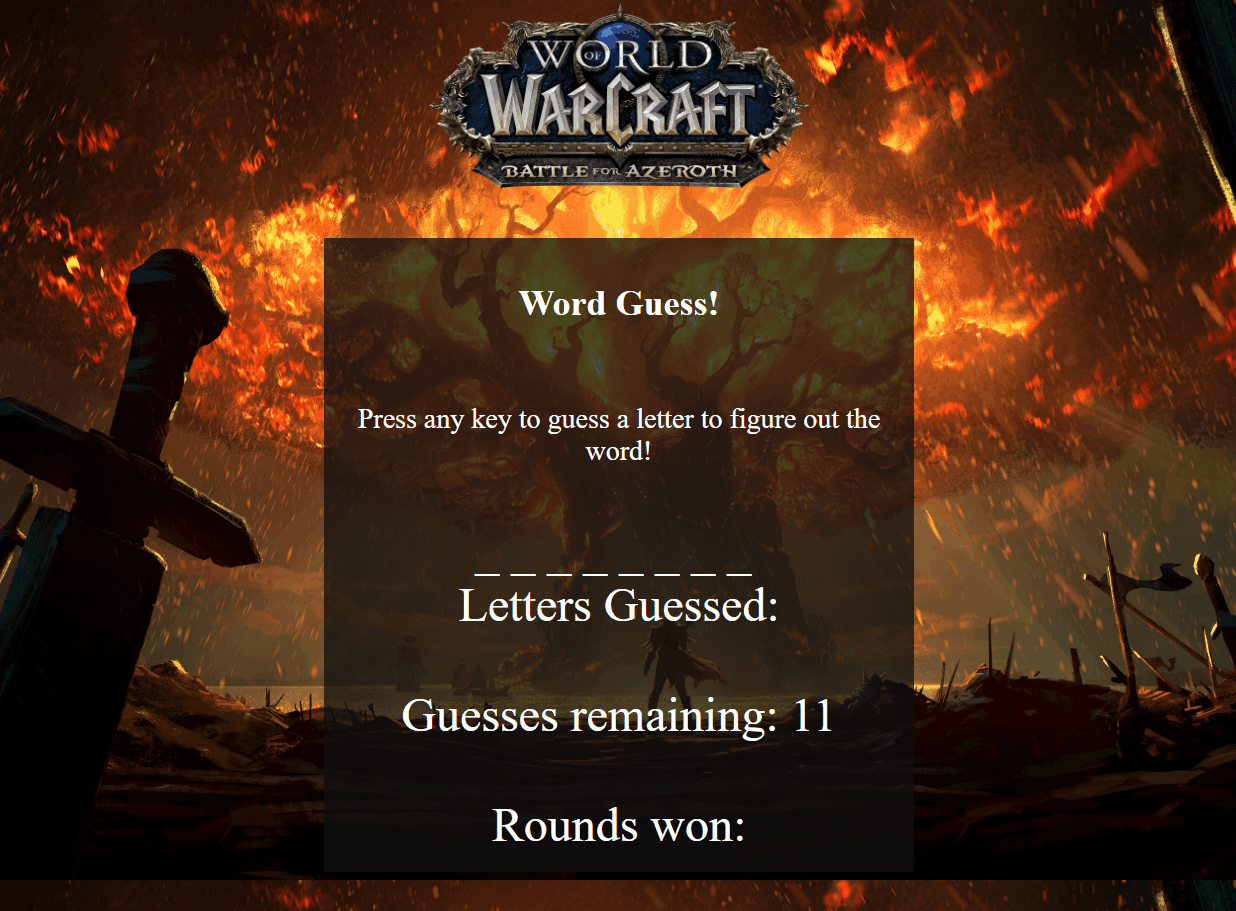 WORLD
OF
WARCRAFT
BATTLE FOR AZEROTH
Word Guess!
Press any key to guess a letter to figure out the
word!
_ _ _ _ _ _ _ _
Letters Guessed:
Guesses remaining: 11
Rounds won: